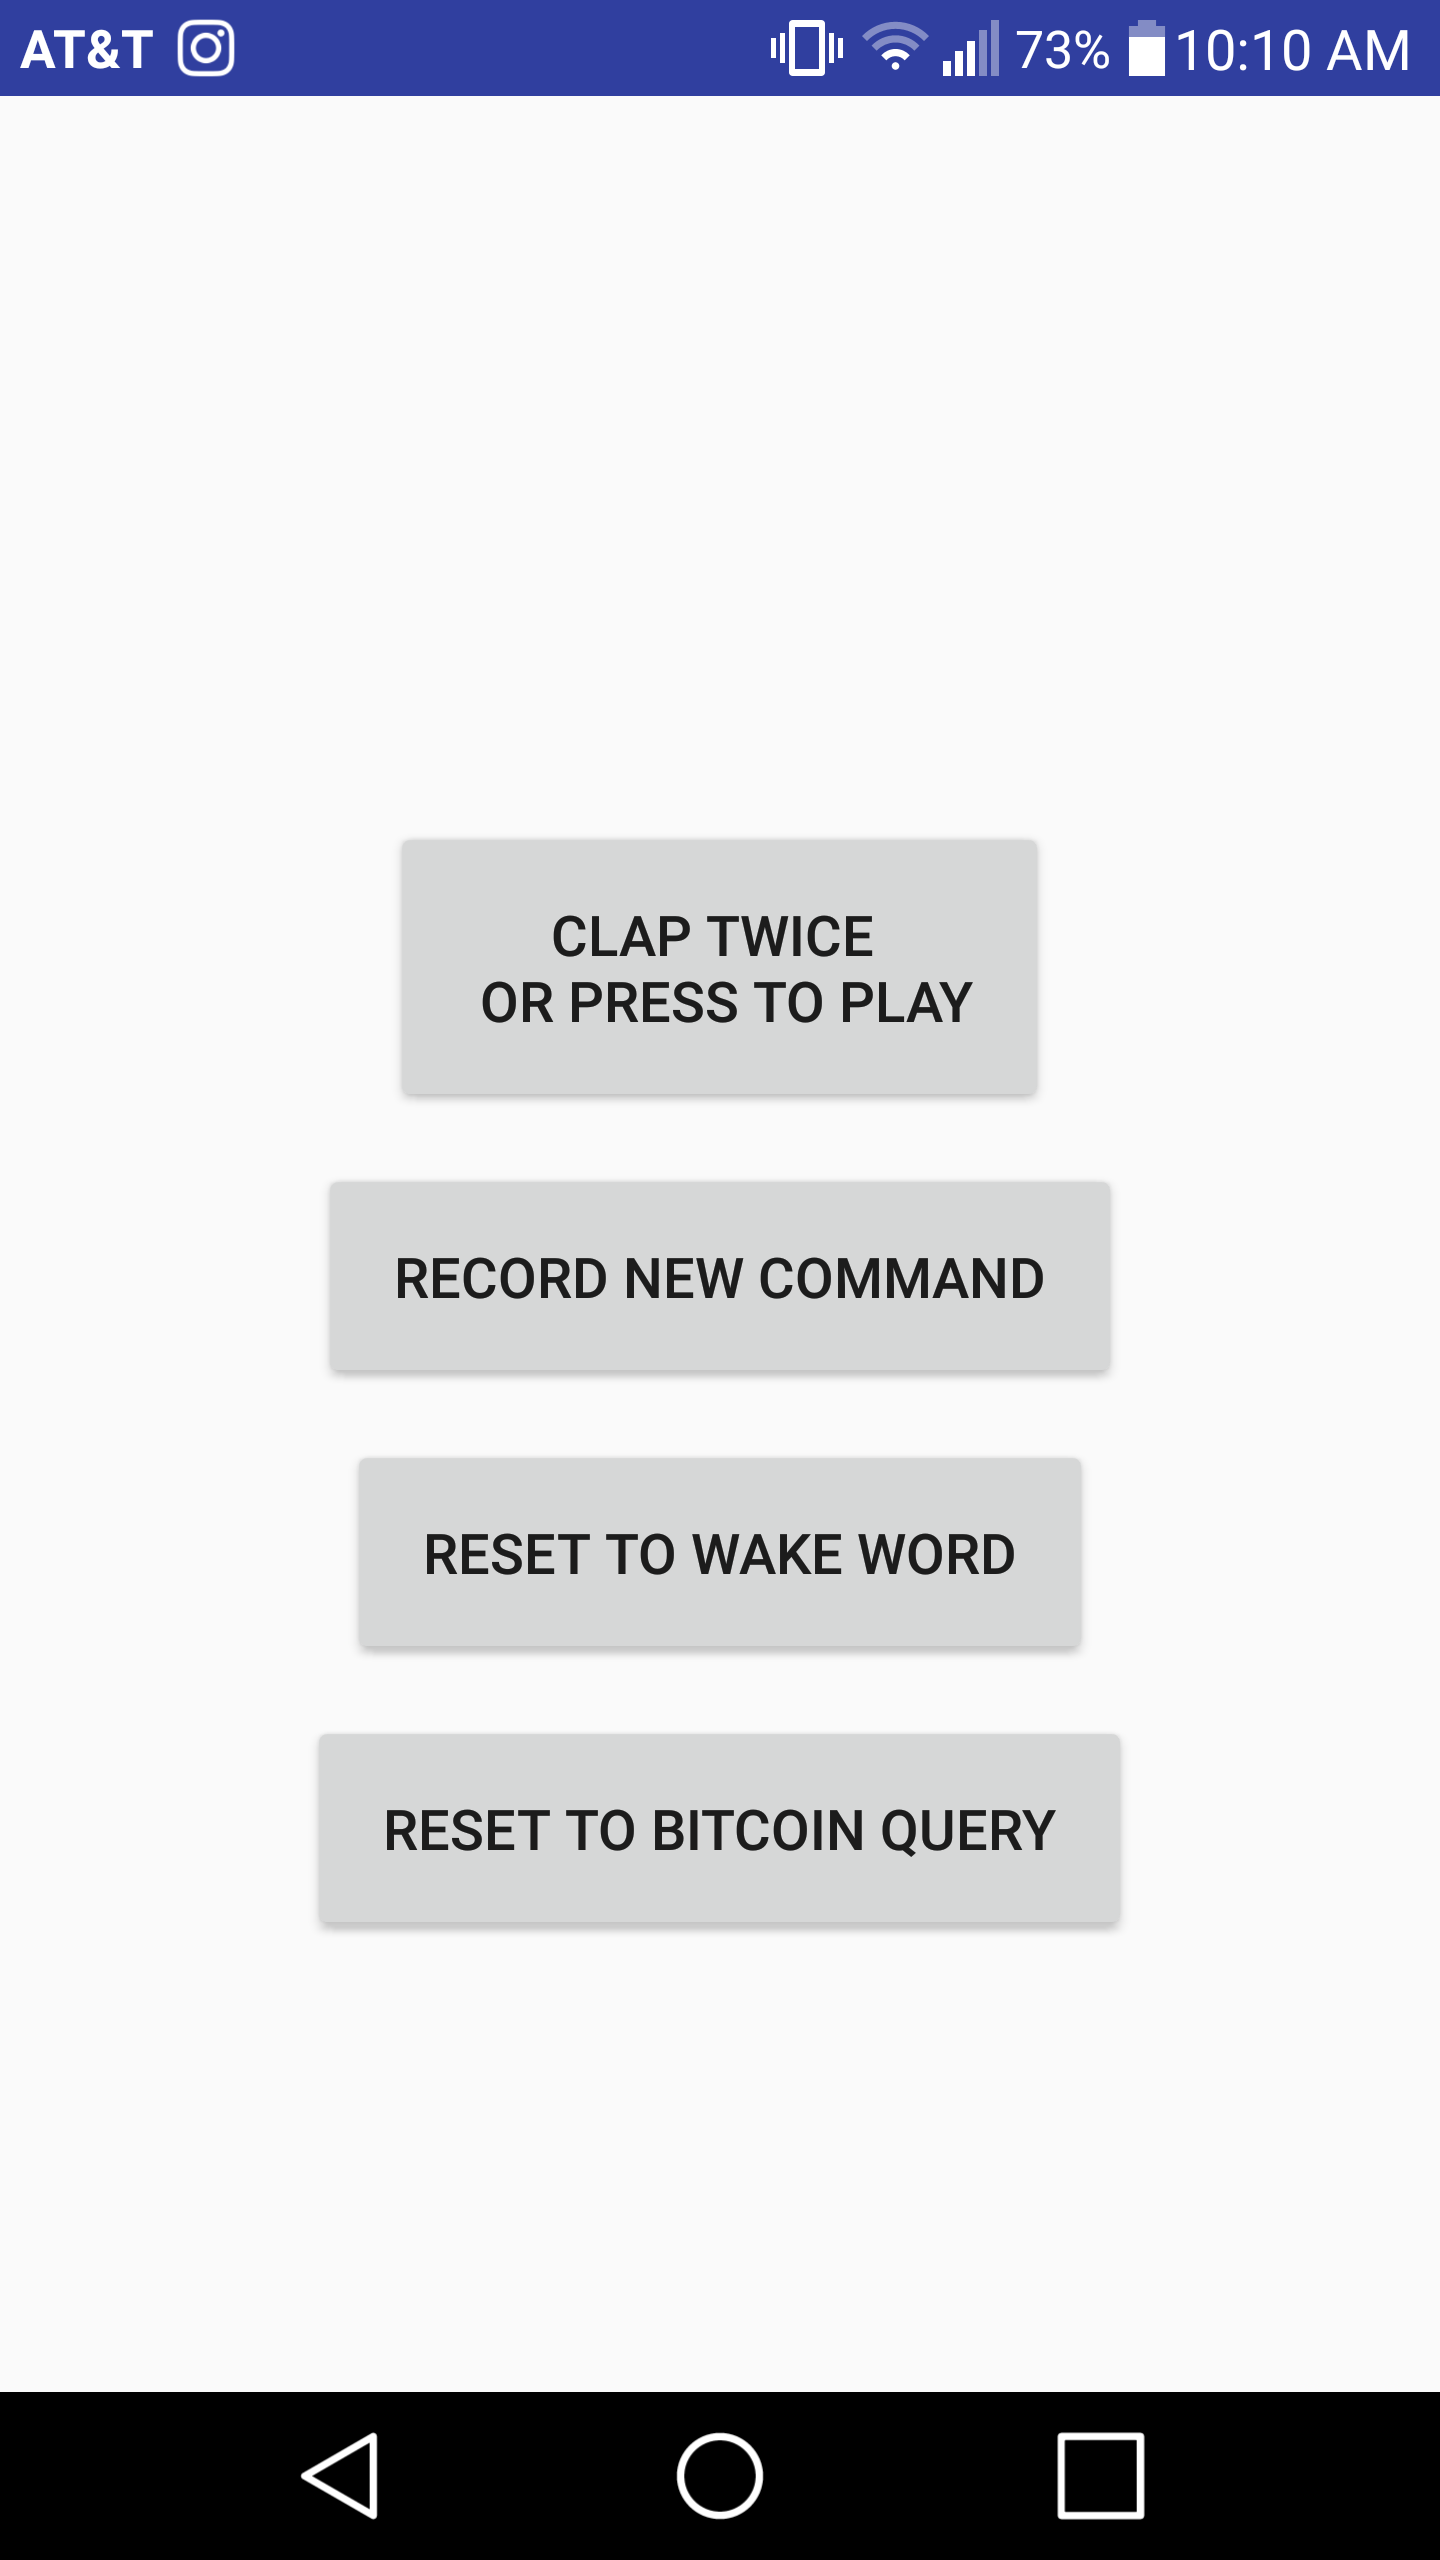 AT&T 73% 10:10 AM
CLAP TWICE
OR PRESS TO PLAY
RECORD NEW COMMAND
RESET TO WAKE WORD
RESET TO BITCOIN QUERY